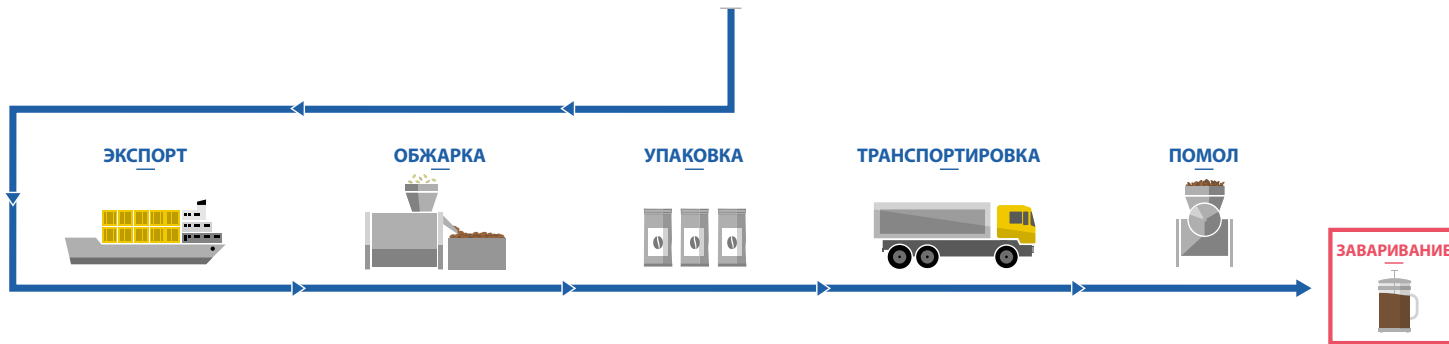 ЭКСПОРТ
ОБЖАРКА
УПАКОВКА
ТРАНСПОРТИРОВКА
ПОМОЛ
ЗАВАРИВАНИЕ